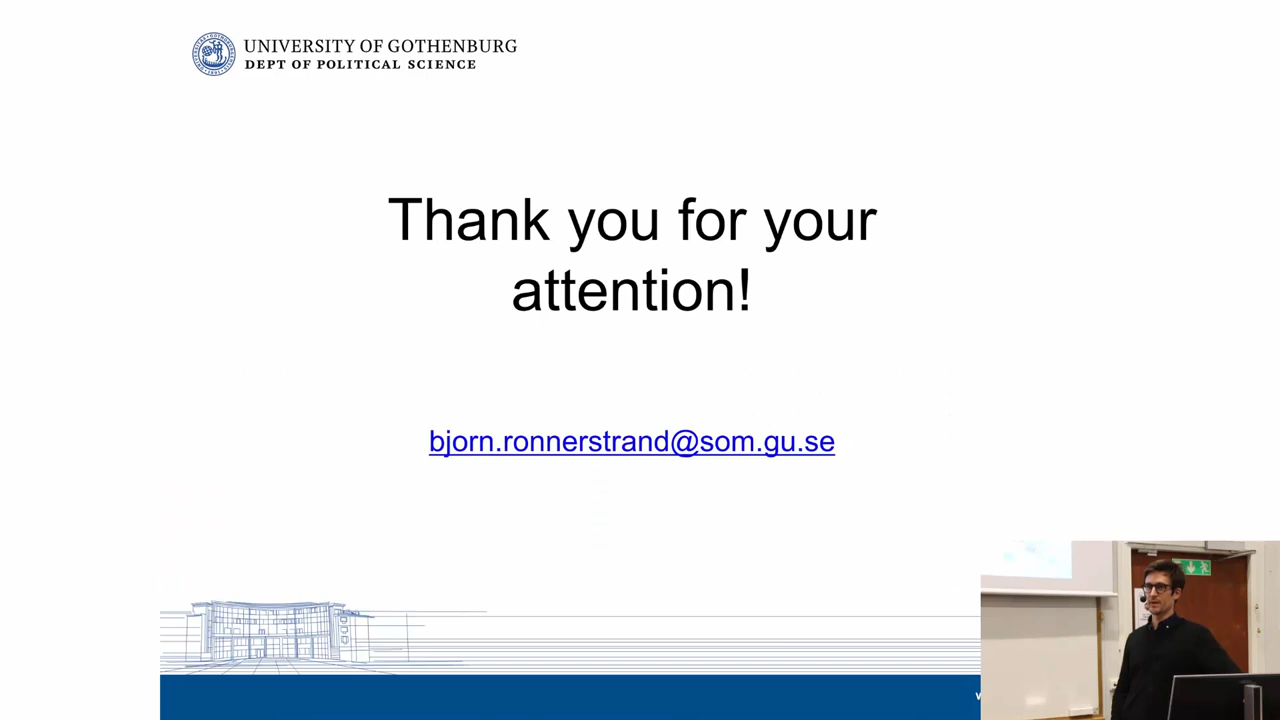 UNIVERSITY OF GOTHENBURG
DEPT OF POLITICAL SCIENCE
Thank you for your
attention!
bjorn.ronnerstrand@som.gu.se